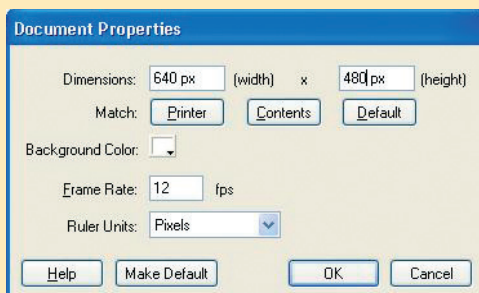 Document Properties
Dimensions: 640 px (width) x 480 px (height)
Match: Printer Contents Default
Background Color:
Frame Rate: 12 fps
Ruler Units: Pixels
Help Make Default OK Cancel